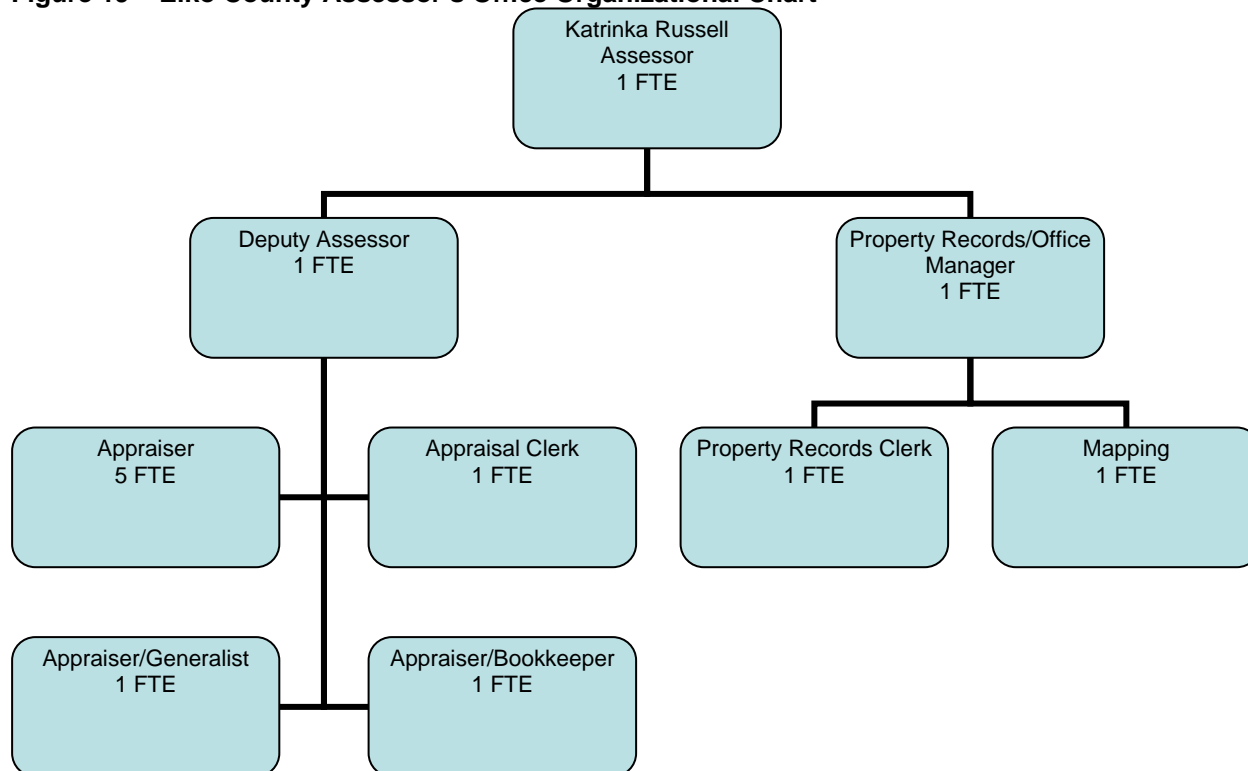 Katrinka Russell
Assessor
1 FTE
Deputy Assessor
1 FTE
Property Records/Office
Manager
1 FTE
Appraiser
5 FTE
Appraisal Clerk
1 FTE
Property Records Clerk
1 FTE
Mapping
1 FTE
Appraiser/Generalist
1 FTE
Appraiser/Bookkeeper
1 FTE